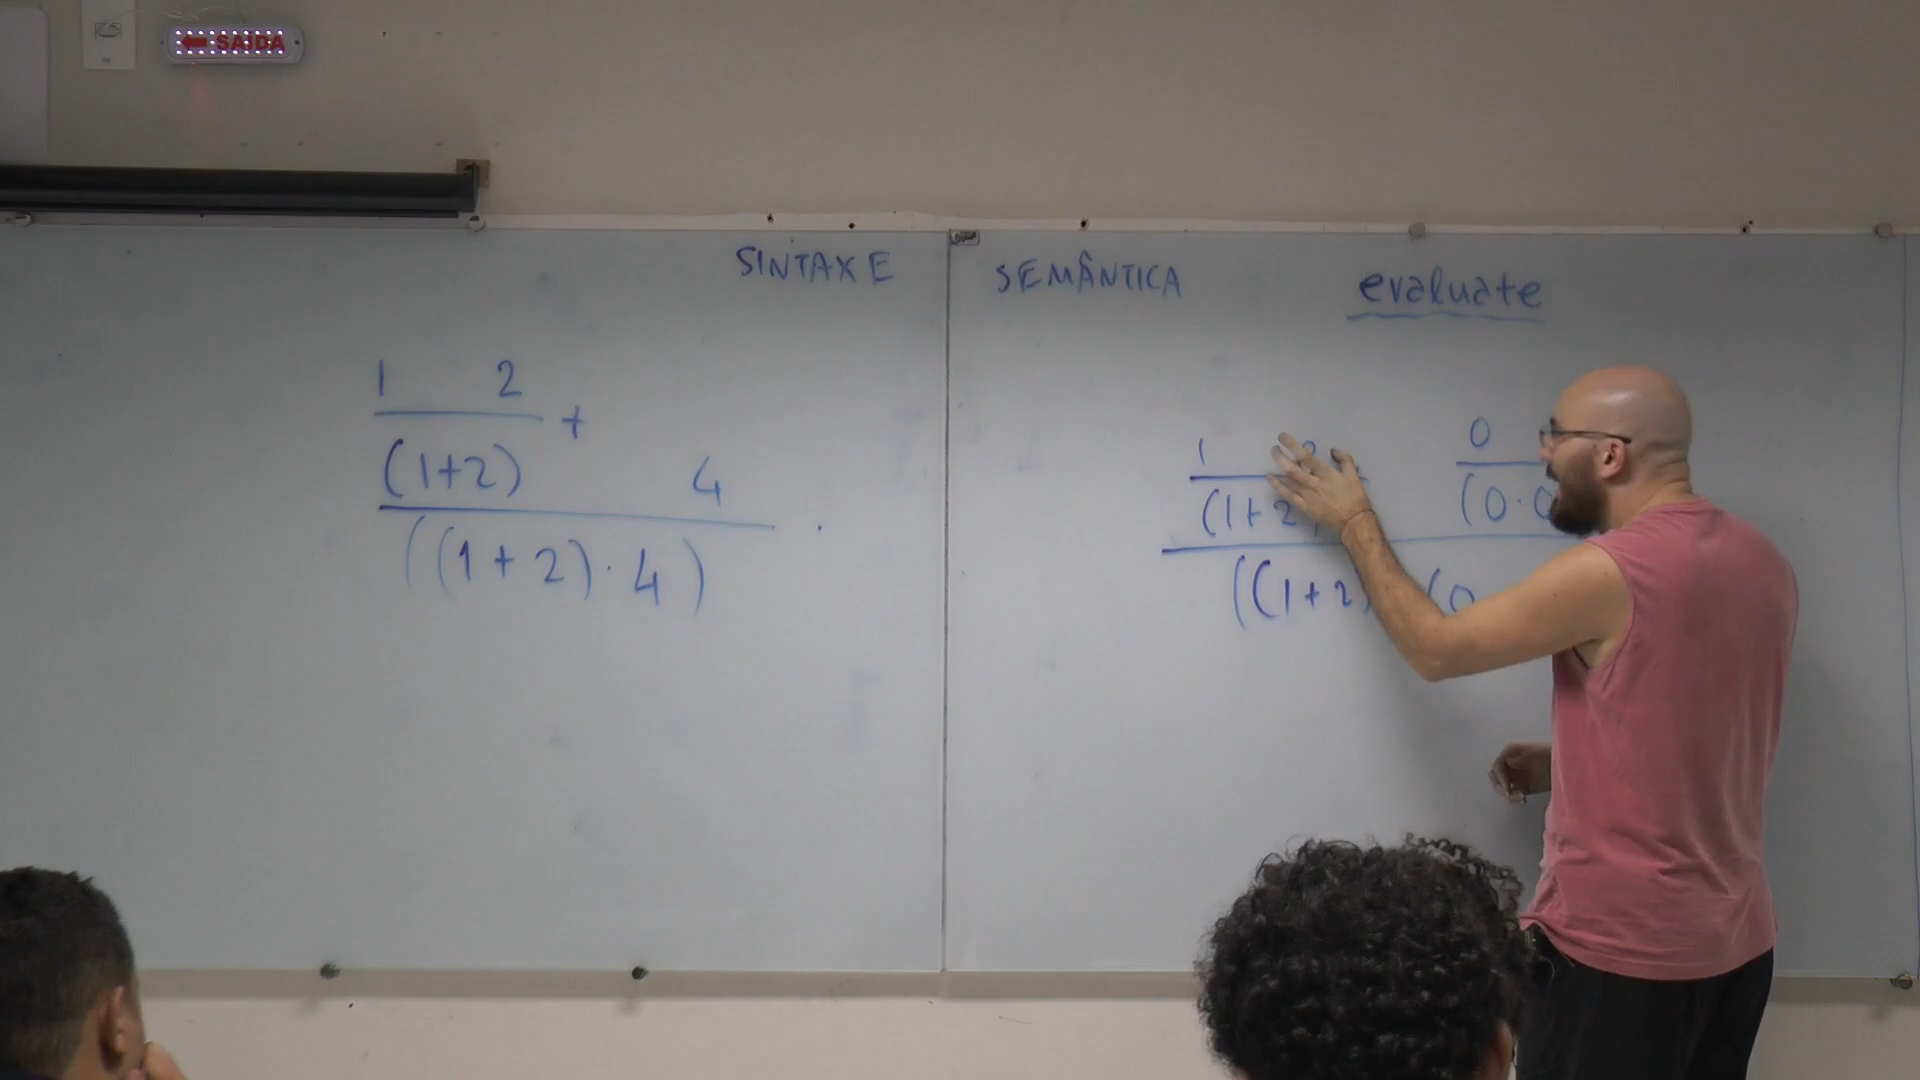 SAÍDA
SINTAXE
SEMÂNTICA
evaluate
1 2
+
(1+2) 4
.
((1+2)·4)
1 2 0
(1+2) (0·0
((1+2) (0